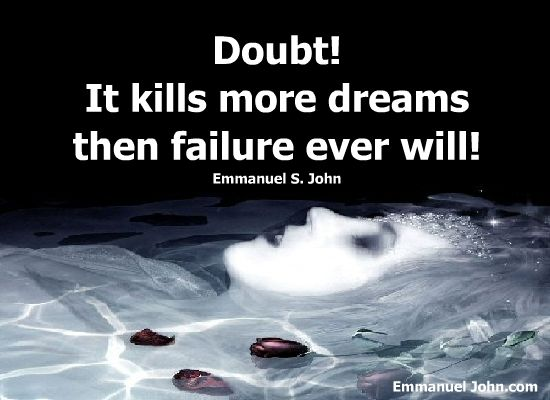 Doubt!
It kills more dreams
then failure ever will!
Emmanuel S. John
Emmanuel John.com